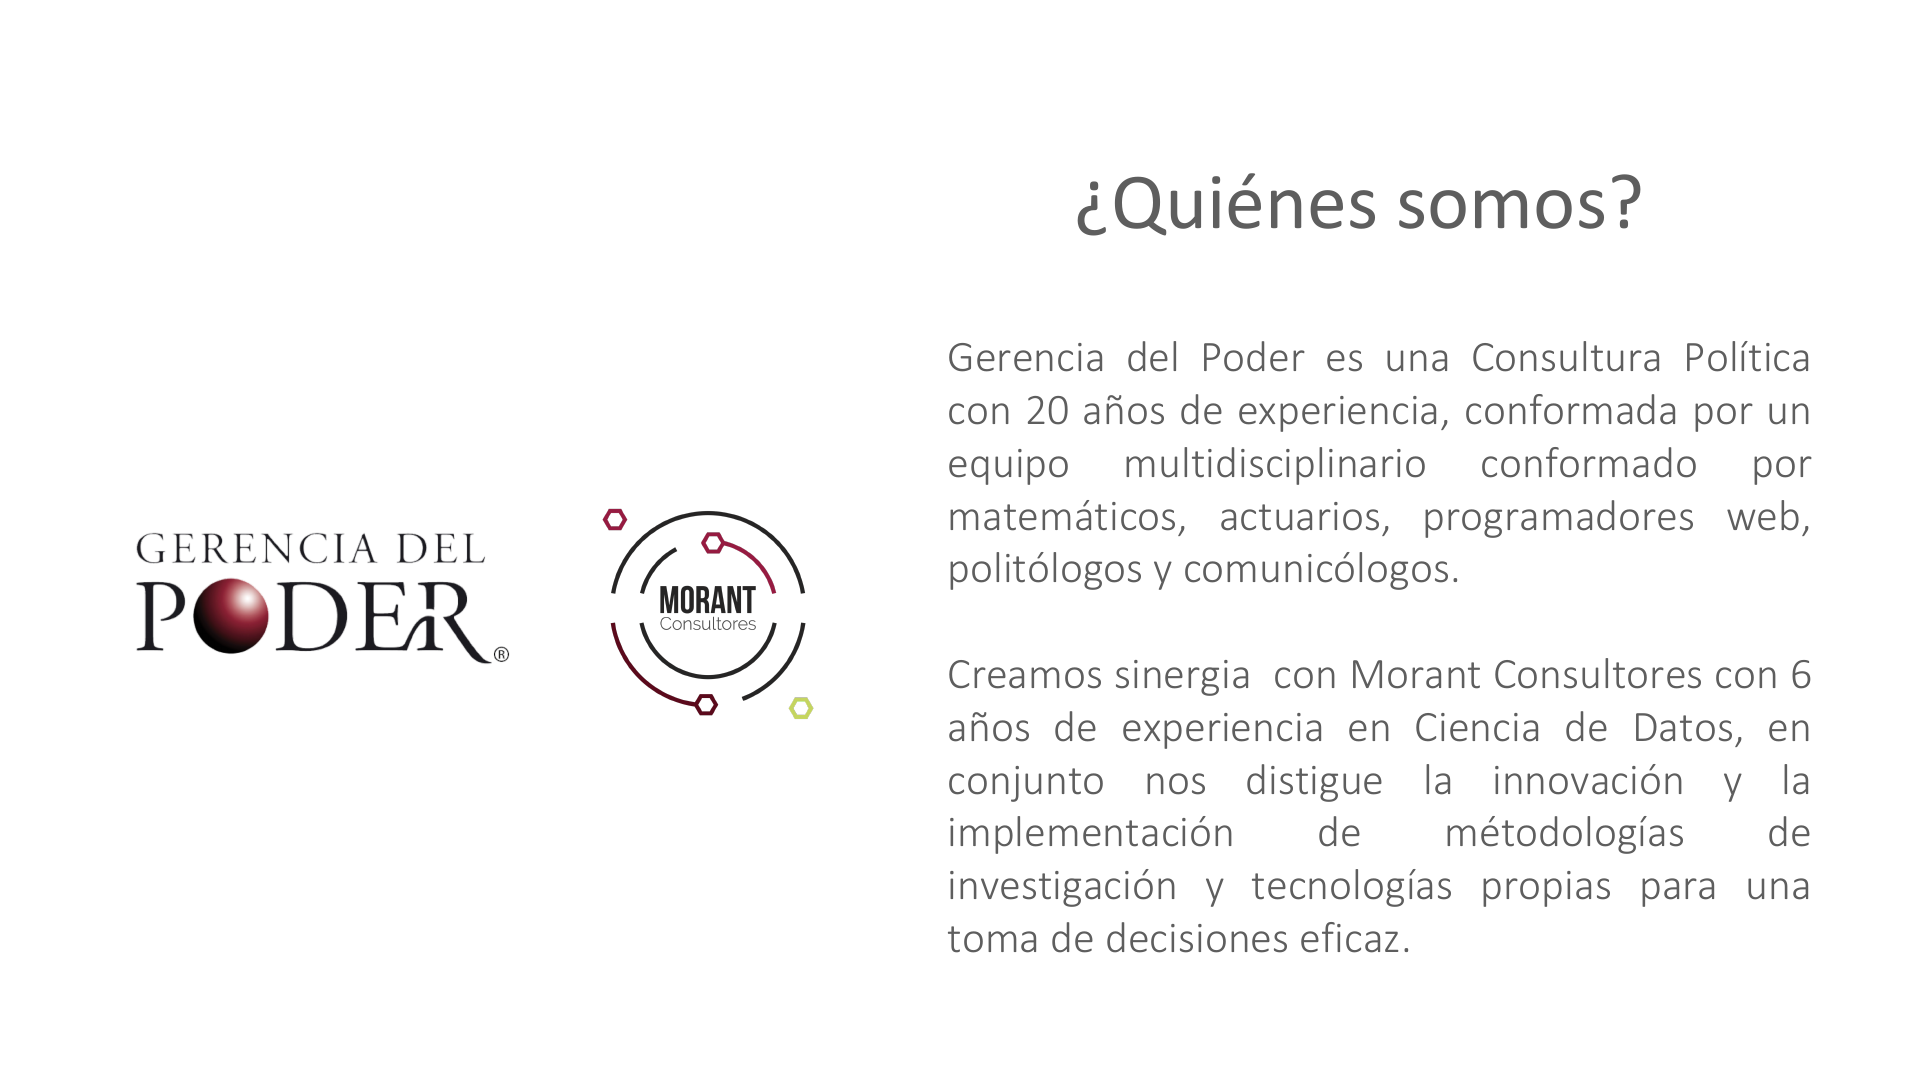 ¿Quiénes somos?
GERENCIA DEL
PODER®
MORANT
Consultores
Gerencia del Poder es una Consultura Política
con 20 años de experiencia, conformada por un
equipo multidisciplinario conformado por
matemáticos, actuarios, programadores web,
politólogos y comunicólogos.
Creamos sinergia con Morant Consultores con 6
años de experiencia en Ciencia de Datos, en
conjunto nos distigue la innovación y la
implementación de métodologías de
investigación y tecnologías propias para una
toma de decisiones eficaz.